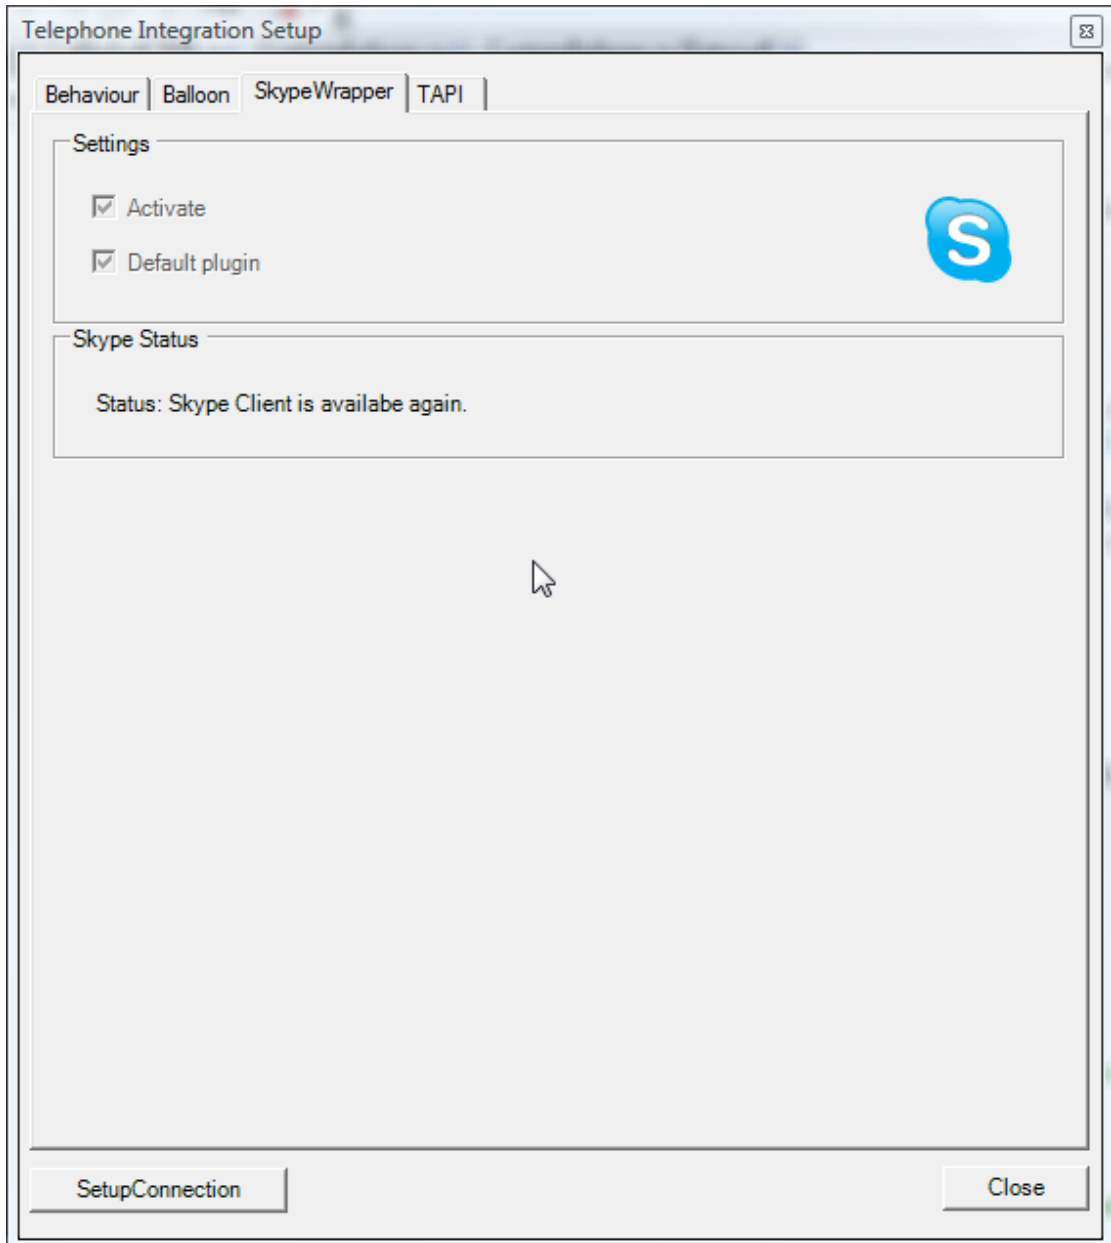 Telephone Integration Setup
Behaviour Balloon SkypeWrapper TAPI
Settings
Activate
Default plugin
S
Skype Status
Status: Skype Client is availabe again.
SetupConnection Close